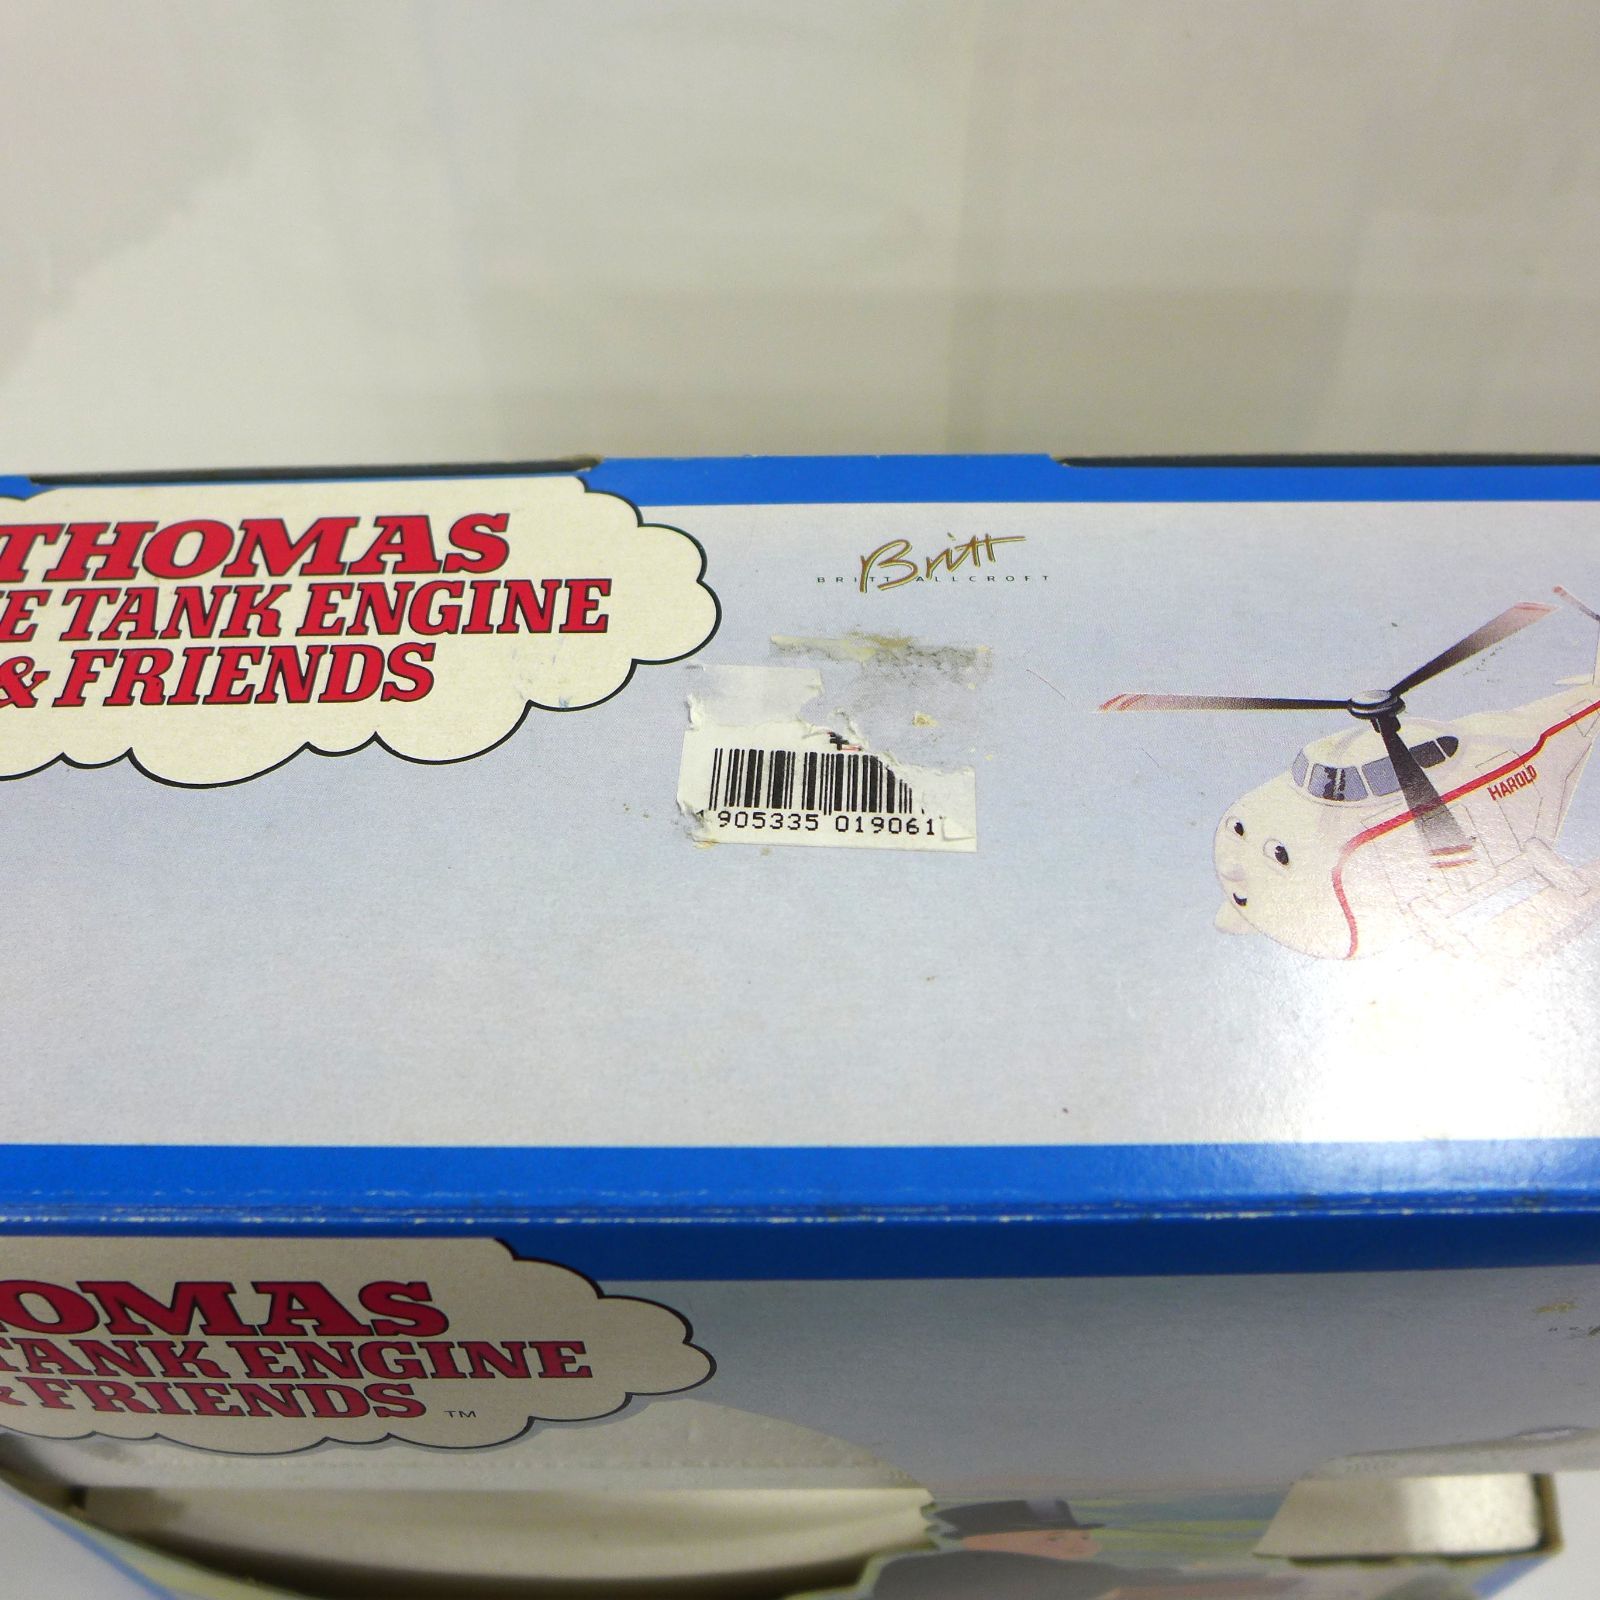 THOMAS
E TANK ENGINE
& FRIENDS
Britt
BRITT ALLCROFT
905335 019061
HAROLD
OMAS
TANK ENGINE
& FRIENDS ™